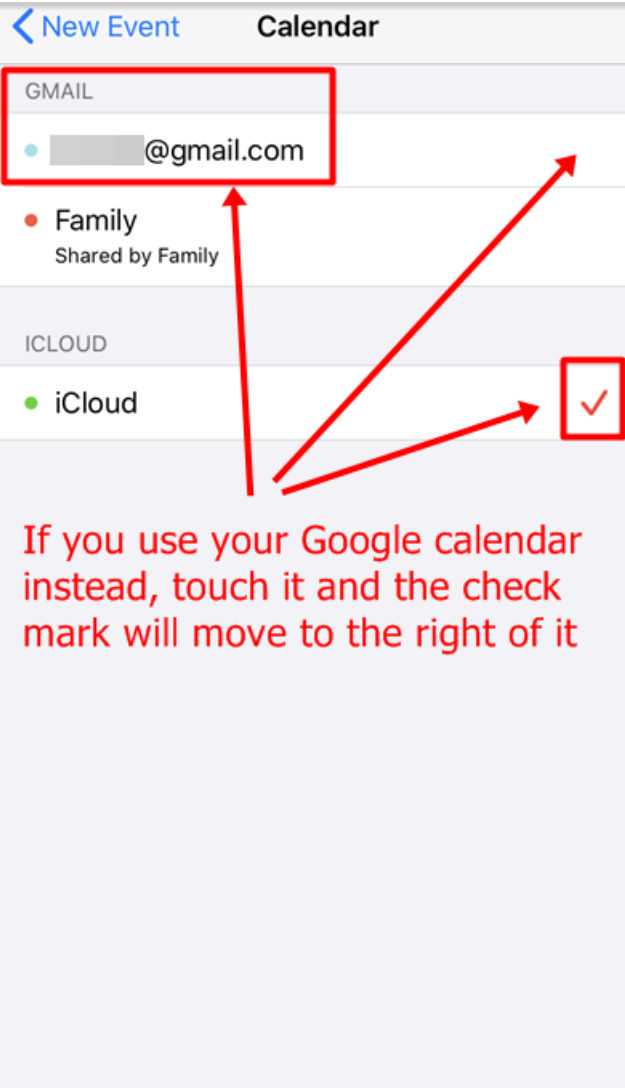 New Event Calendar
GMAIL
@gmail.com
Family
Shared by Family
ICLOUD
iCloud
If you use your Google calendar
instead, touch it and the check
mark will move to the right of it